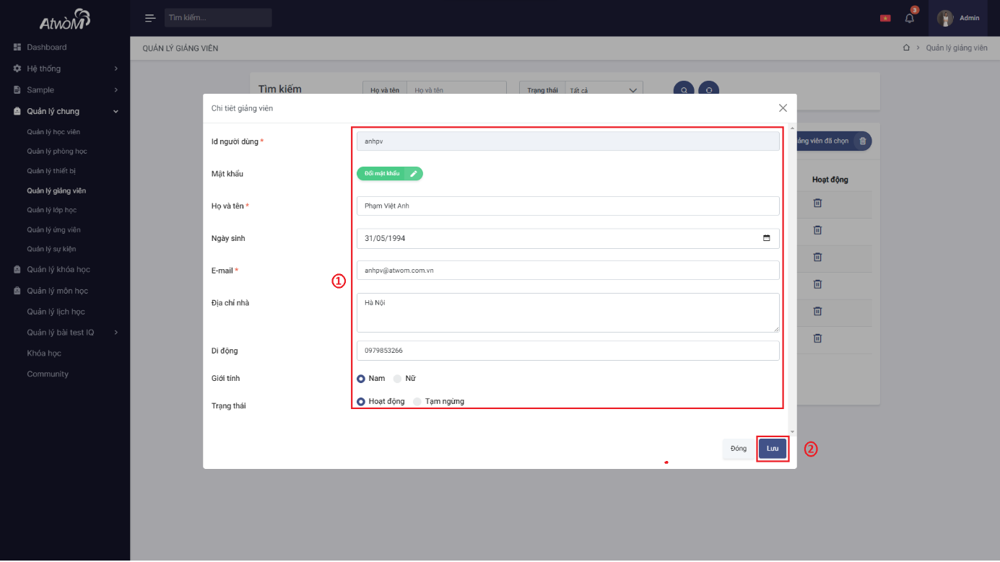 AtwoM
Tìm kiếm...
3
Admin
Dashboard
Hệ thống
Sample
Quản lý chung
Quản lý học viên
Quản lý phòng học
Quản lý thiết bị
Quản lý giảng viên
Quản lý lớp học
Quản lý ứng viên
Quản lý sự kiện
Quản lý khóa học
Quản lý môn học
Quản lý lịch học
Quản lý bài test IQ
Khóa học
Community
QUẢN LÝ GIẢNG VIÊN
Quản lý giảng viên
Tìm kiếm
Họ và tên
Họ và tên
Trạng thái
Tất cả
Chi tiết giảng viên
Id người dùng *
anhpv
Mật khẩu
Đổi mật khẩu
Họ và tên *
Phạm Việt Anh
Ngày sinh
31/05/1994
E-mail *
anhpv@atwom.com.vn
Địa chỉ nhà
Hà Nội
Di động
0979853266
Giới tính
Nam
Nữ
Trạng thái
Hoạt động
Tạm ngừng
1
Đóng
Lưu
2
ảng viên đã chọn
Hoạt động